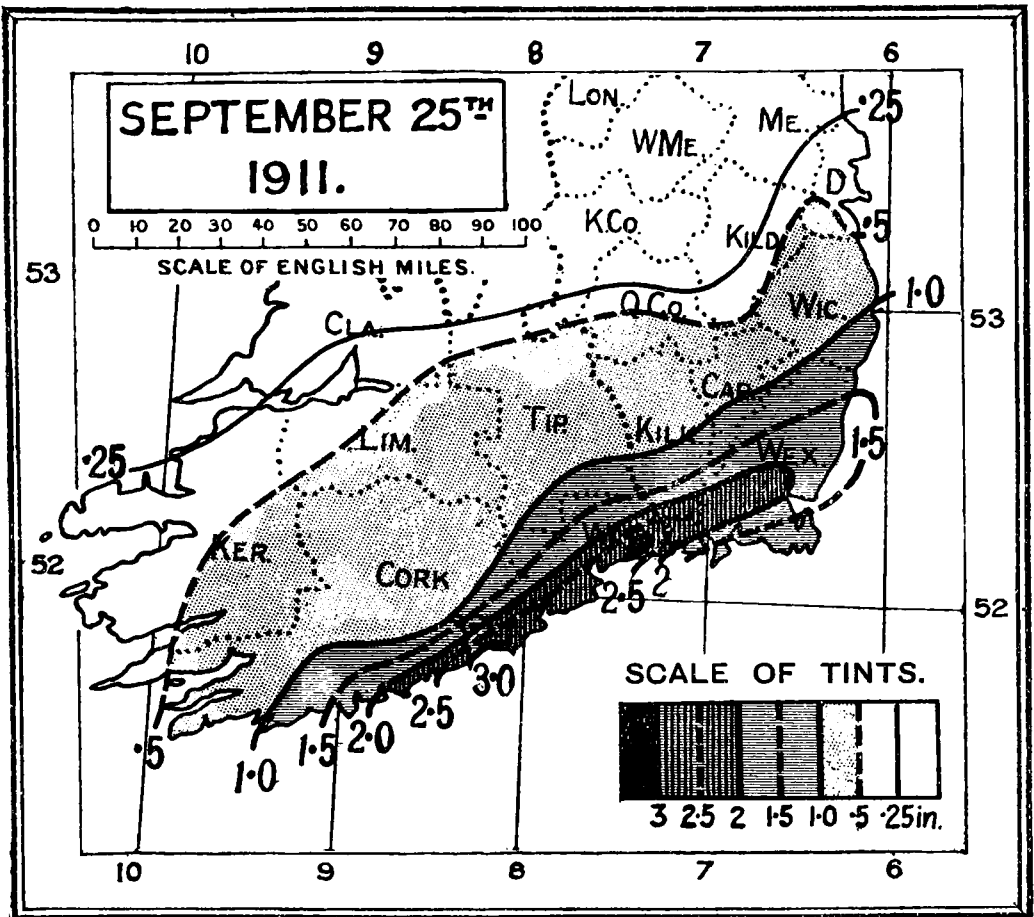 10 9 8 7 6
SEPTEMBER 25TH
1911.
0 10 20 30 40 50 60 70 80 90 100
SCALE OF ENGLISH MILES.
LON.
ME.
WME.
.25
D
K.CO.
KILD.
.5
53
Q.CO.
WIC.
1.0
CLA.
53
CAR.
TIP.
KILK.
LIM.
WEX.
1.5
.25
KER.
52
CORK
2.5 2
52
3.0
2.5
2.0
1.5
1.0
.5
SCALE OF TINTS.
3 2.5 2 1.5 1.0 .5 .25in.
10 9 8 7 6